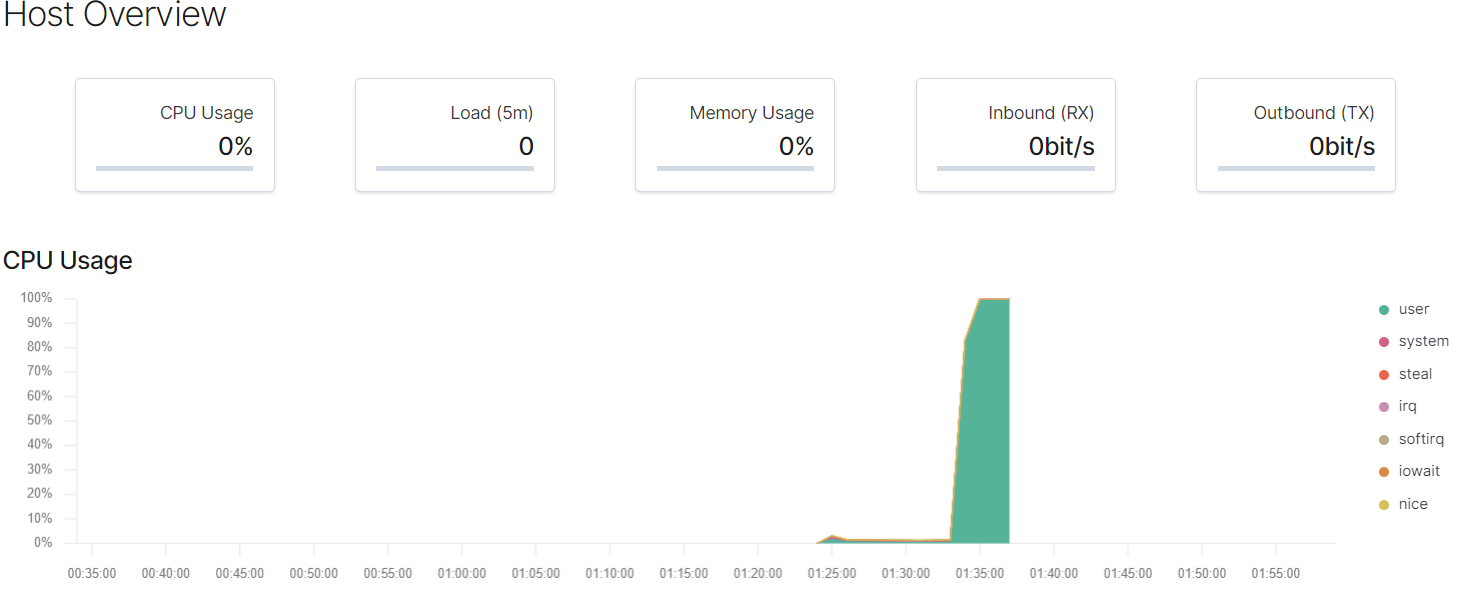 Host Overview
CPU Usage
0%
Load (5m)
0
Memory Usage
0%
Inbound (RX)
0bit/s
Outbound (TX)
0bit/s
CPU Usage
100%
90%
80%
70%
60%
50%
40%
30%
20%
10%
0%
00:35:00 00:40:00 00:45:00 00:50:00 00:55:00 01:00:00 01:05:00 01:10:00 01:15:00 01:20:00 01:25:00 01:30:00 01:35:00 01:40:00 01:45:00 01:50:00 01:55:00
user
system
steal
irq
softirq
iowait
nice